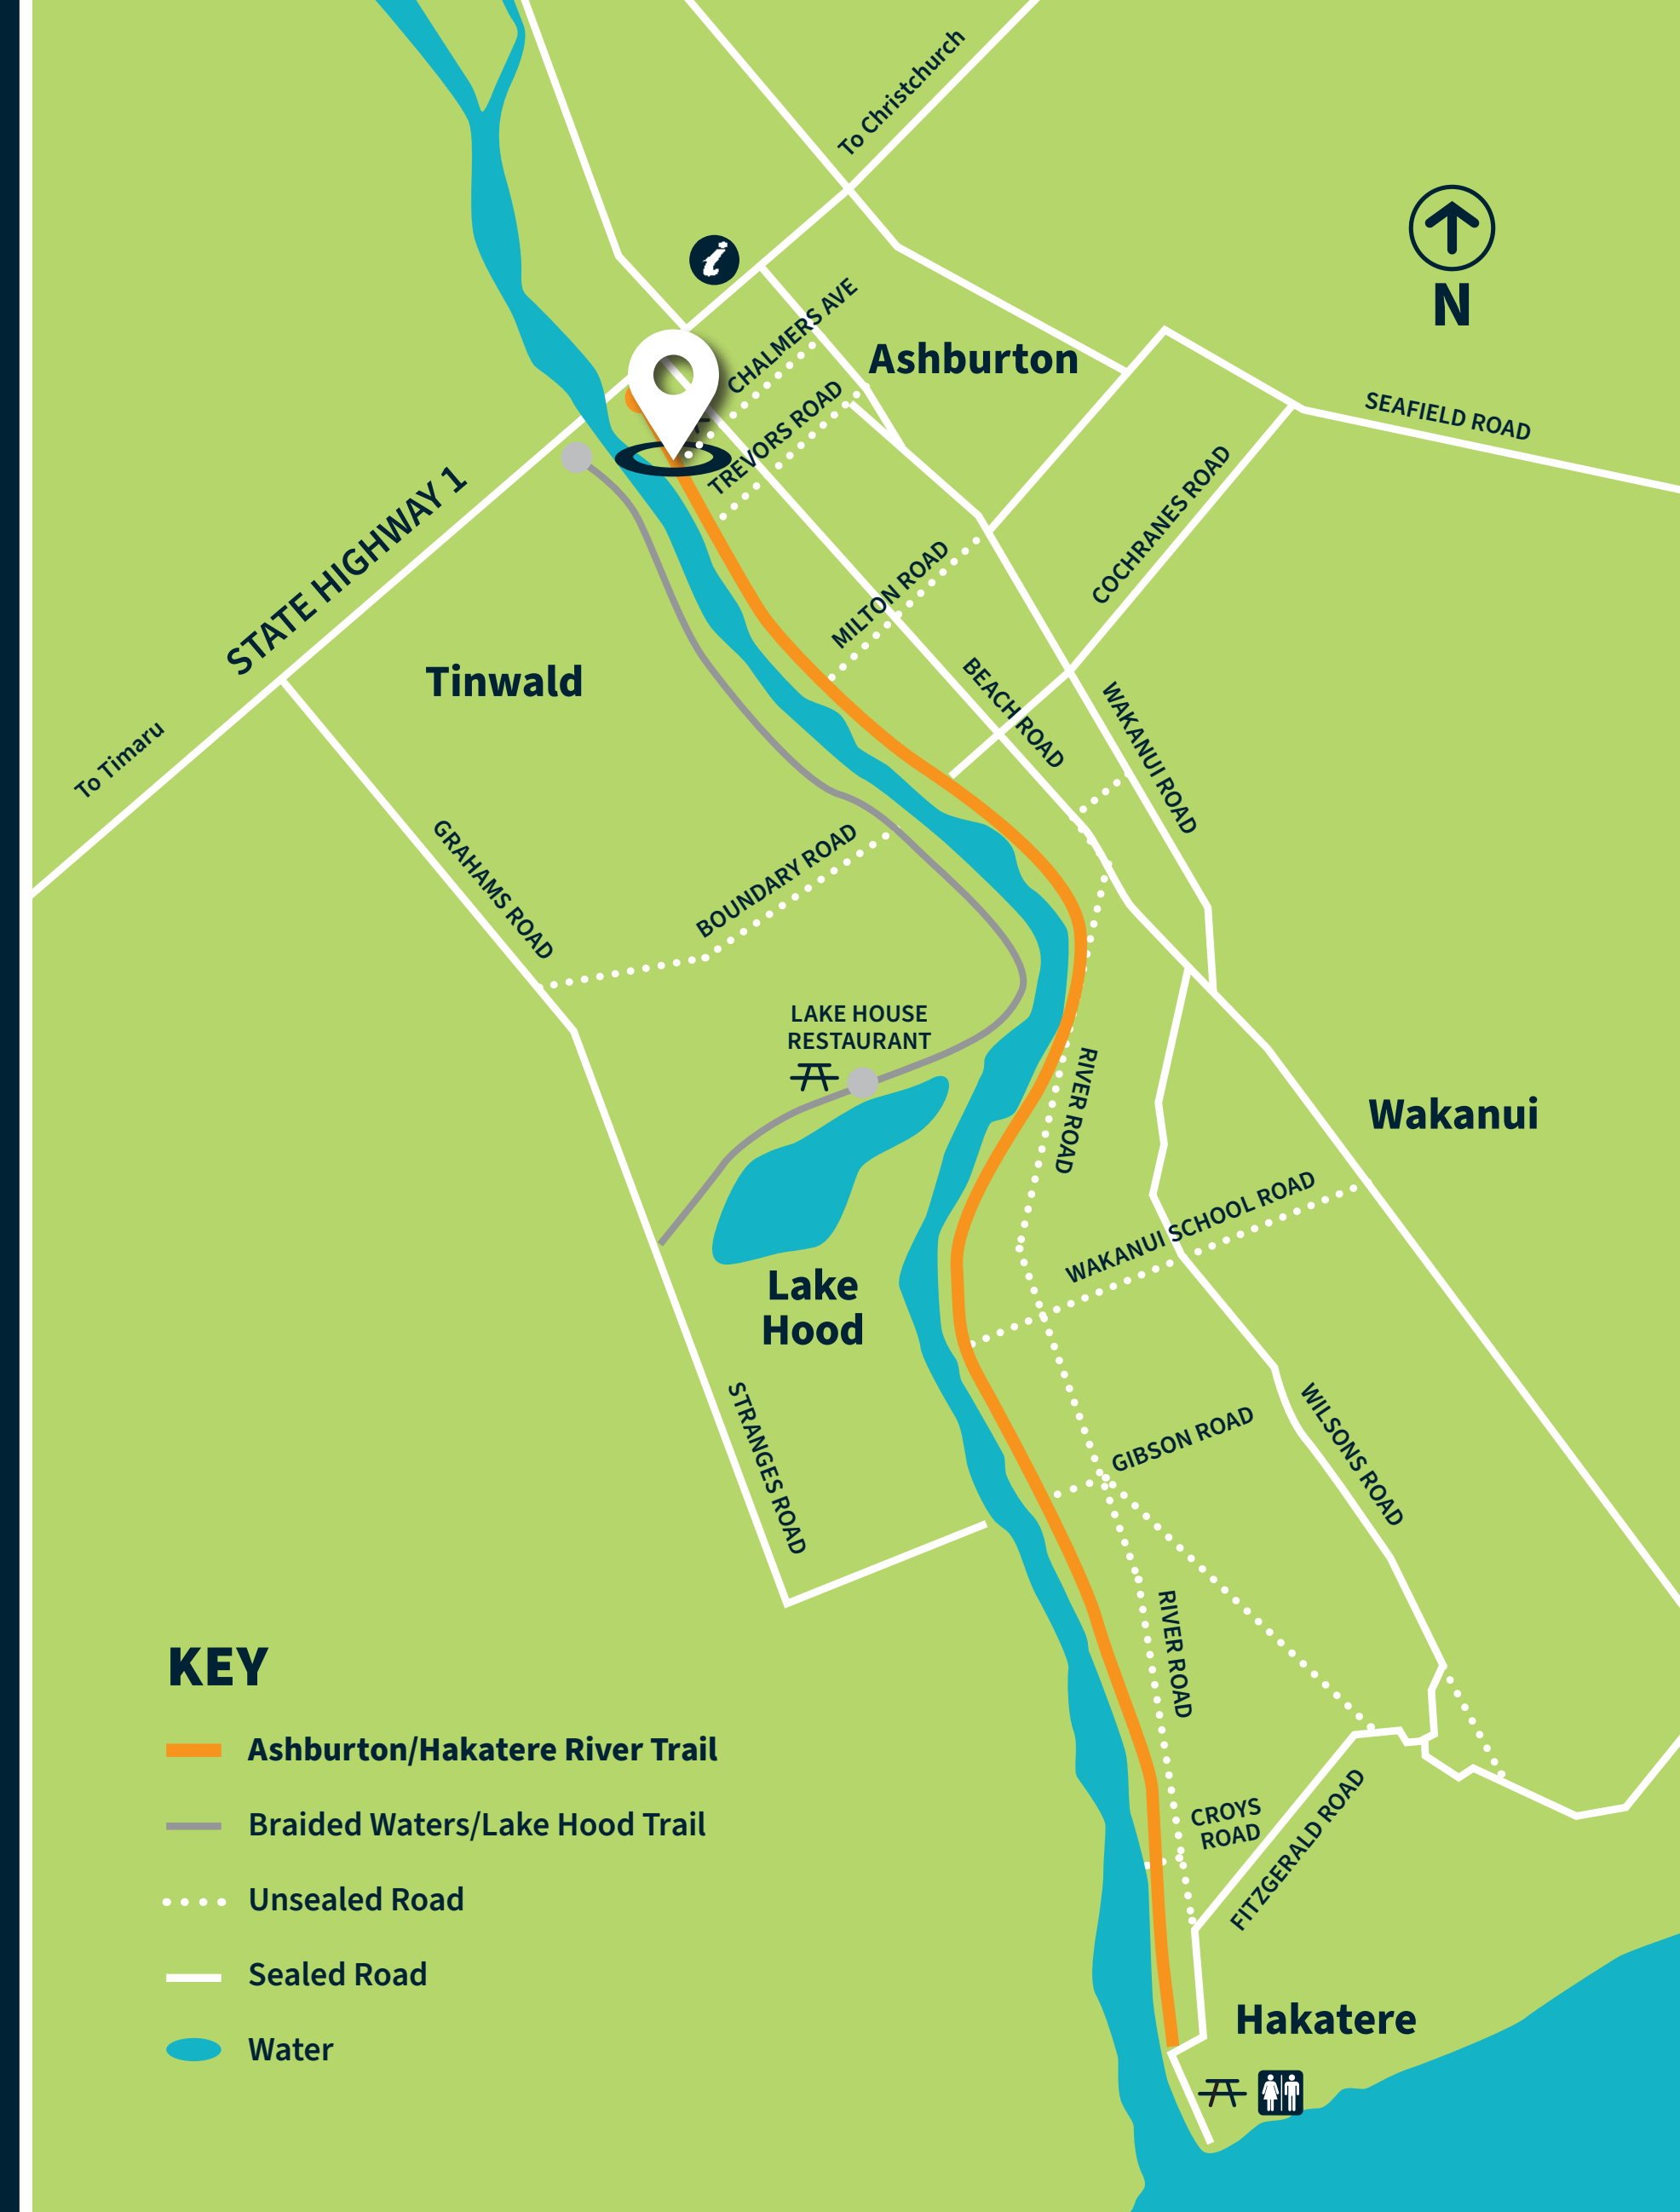 To Christchurch
i
N
CHALMERS AVE
Ashburton
SEAFIELD ROAD
TREVORS ROAD
STATE HIGHWAY 1
COCHRANES ROAD
MILTON ROAD
Tinwald
BEACH ROAD
WAKANUI ROAD
To Timaru
GRAHAMS ROAD
BOUNDARY ROAD
LAKE HOUSE
RESTAURANT
RIVER ROAD
Wakanui
WAKANUI SCHOOL ROAD
Lake
Hood
STRANGES ROAD
GIBSON ROAD
WILSONS ROAD
RIVER ROAD
KEY
Ashburton/Hakatere River Trail
Braided Waters/Lake Hood Trail
Unsealed Road
Sealed Road
Water
CROYS
ROAD
FITZGERALD ROAD
Hakatere